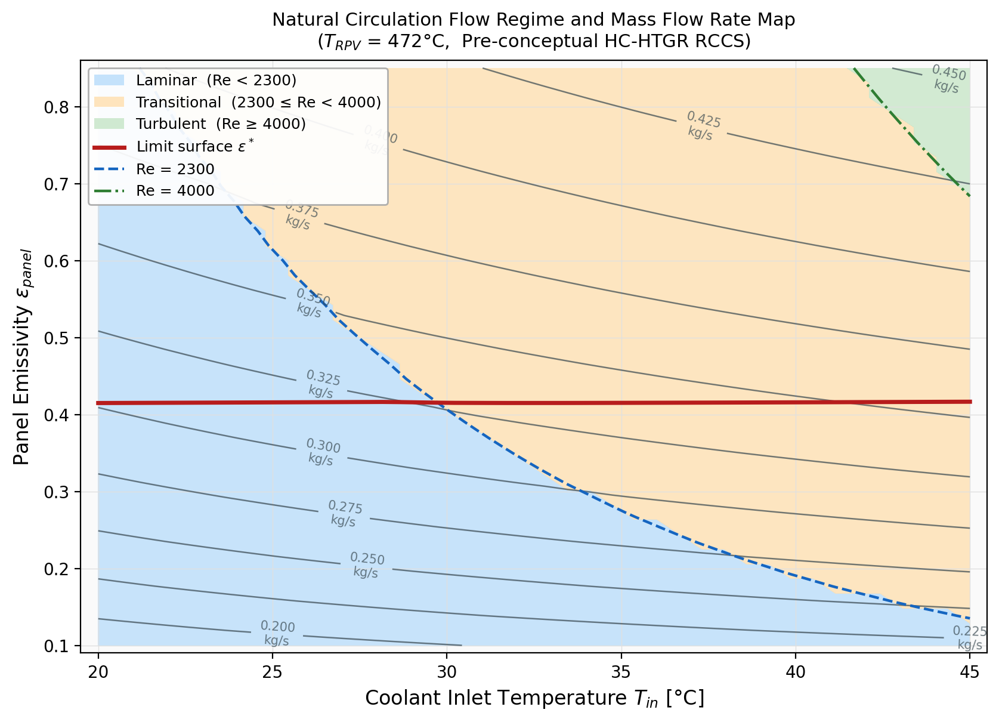 Natural Circulation Flow Regime and Mass Flow Rate Map
(T_RPV = 472°C,  Pre-conceptual HC-HTGR RCCS)
Laminar  (Re < 2300)
Transitional  (2300 ≤ Re < 4000)
Turbulent  (Re ≥ 4000)
Limit surface ε*
Re = 2300
Re = 4000
0.450
kg/s
0.425
kg/s
0.400
kg/s
0.375
kg/s
0.350
kg/s
0.325
kg/s
0.300
kg/s
0.275
kg/s
0.250
kg/s
0.225
kg/s
0.200
kg/s
Panel Emissivity ε_panel
0.8
0.7
0.6
0.5
0.4
0.3
0.2
0.1
20
25
30
35
40
45
Coolant Inlet Temperature T_in [°C]